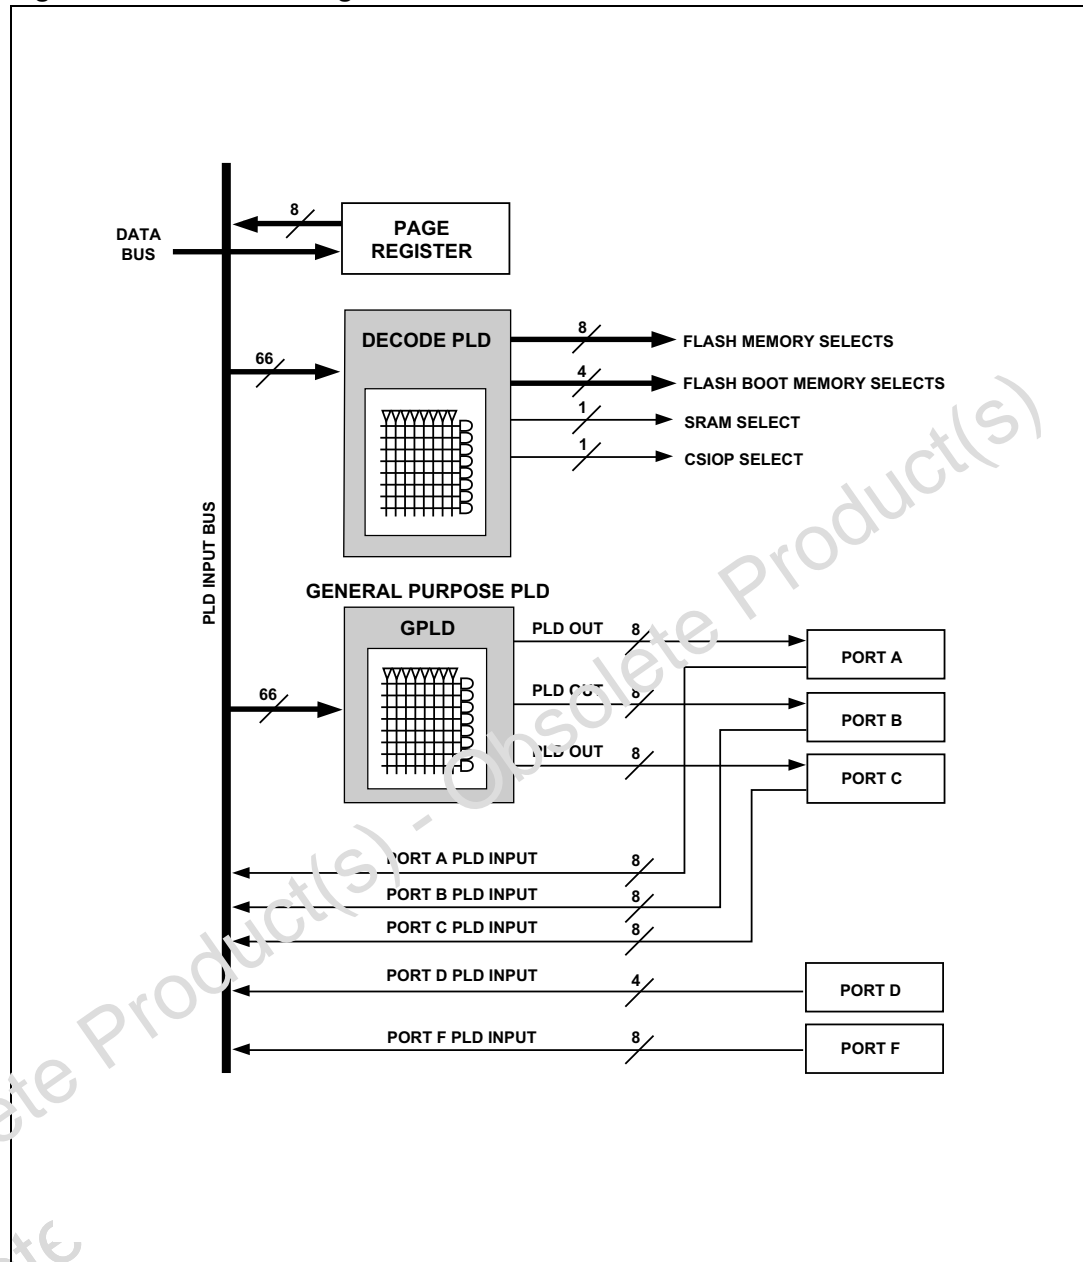 8
PAGE
REGISTER
DATA
BUS
DECODE PLD
8
FLASH MEMORY SELECTS
66
4
FLASH BOOT MEMORY SELECTS
1
SRAM SELECT
1
CSIOP SELECT
PLD INPUT BUS
GENERAL PURPOSE PLD
GPLD
PLD OUT
8
PORT A
66
PLD OUT
8
PORT B
PLD OUT
8
PORT C
PORT A PLD INPUT
8
PORT B PLD INPUT
8
PORT C PLD INPUT
8
PORT D PLD INPUT
4
PORT D
PORT F PLD INPUT
8
PORT F
Product(s) - Obsolete Product(s)